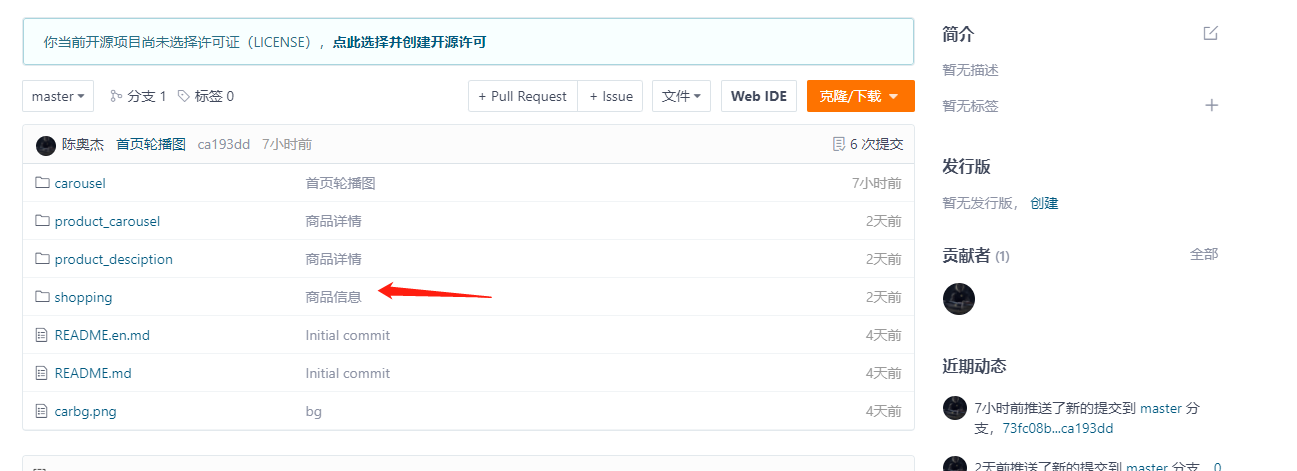 你当前开源项目尚未选择许可证（LICENSE），点此选择并创建开源许可
master 分支 1 标签 0 + Pull Request + Issue 文件 Web IDE 克隆/下载
陈奥杰 首页轮播图 ca193dd 7小时前 6 次提交
carousel 首页轮播图 7小时前
product_carousel 商品详情 2天前
product_desciption 商品详情 2天前
shopping 商品信息 2天前
README.en.md Initial commit 4天前
README.md Initial commit 4天前
carbg.png bg 4天前
简介
暂无描述
暂无标签
发行版
暂无发行版， 创建
贡献者 (1) 全部
近期动态
7小时前推送了新的提交到 master 分
支，73fc08b...ca193dd
2天前推送了新的提交到 master 分支，0